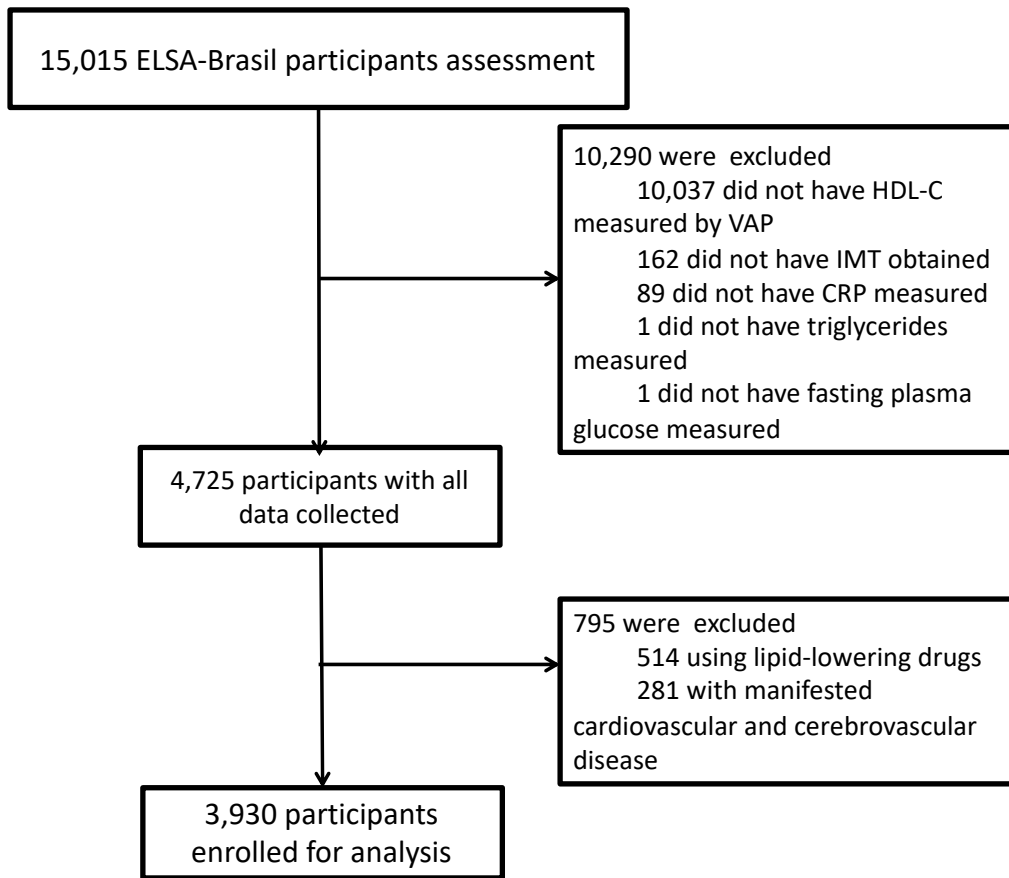 15,015 ELSA-Brasil participants assessment
10,290 were  excluded
10,037 did not have HDL-C
measured by VAP
162 did not have IMT obtained
89 did not have CRP measured
1 did not have triglycerides
measured
1 did not have fasting plasma
glucose measured
4,725 participants with all
data collected
795 were  excluded
514 using lipid-lowering drugs
281 with manifested
cardiovascular and cerebrovascular
disease
3,930 participants
enrolled for analysis